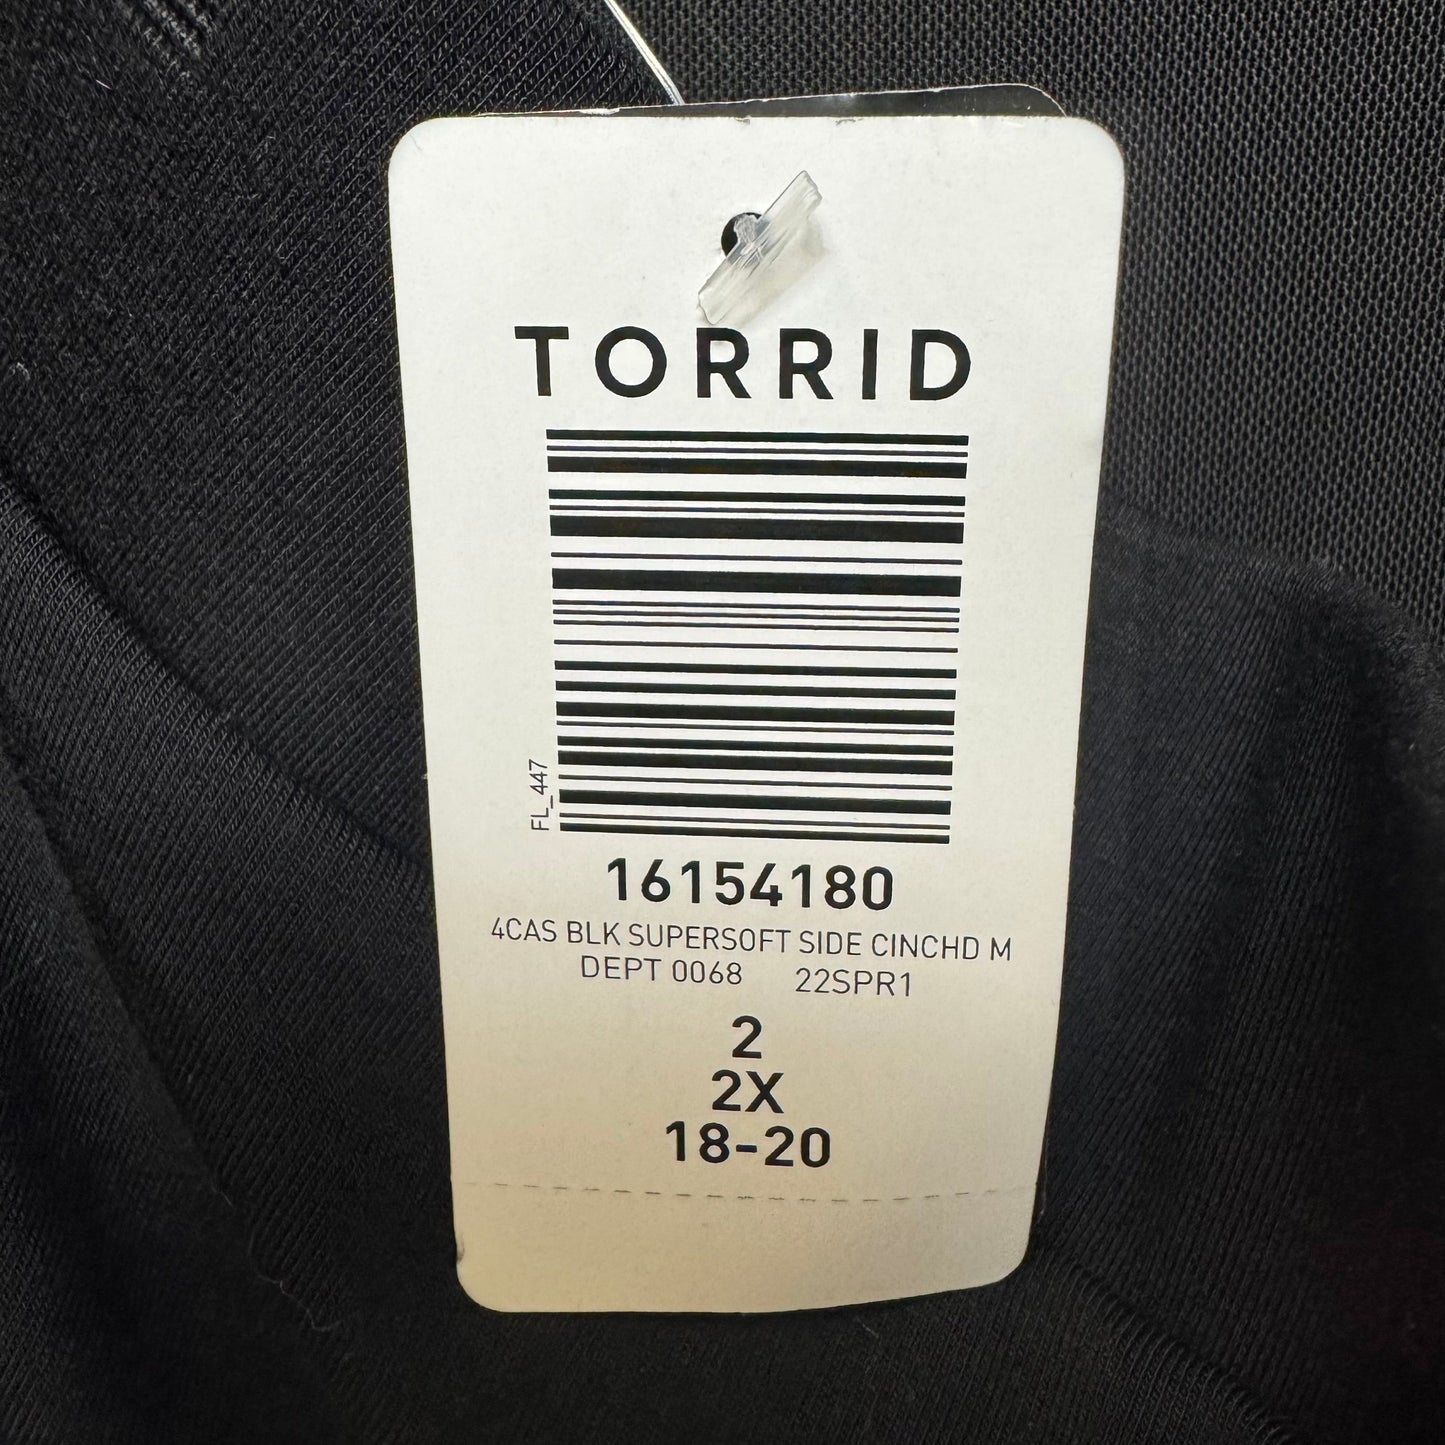 TORRID
FL_447
16154180
4CAS BLK SUPERSOFT SIDE CINCHD M
DEPT 0068 22SPR1
2
2X
18-20